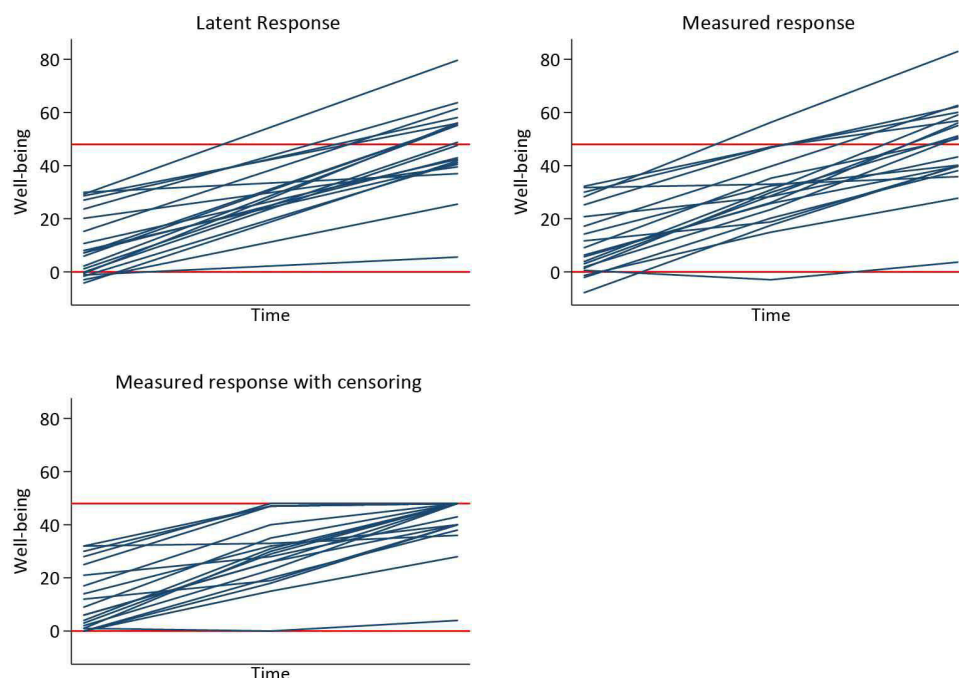 Latent Response
80
60
40
20
0
Well-being
Time
Measured response
80
60
40
20
0
Well-being
Time
Measured response with censoring
80
60
40
20
0
Well-being
Time